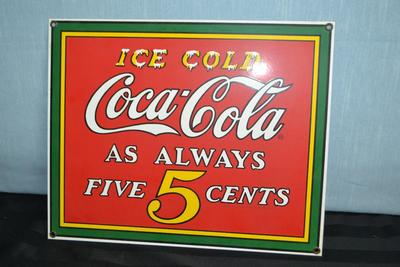 ICE COLD
Coca-Cola
AS ALWAYS
FIVE 5 CENTS